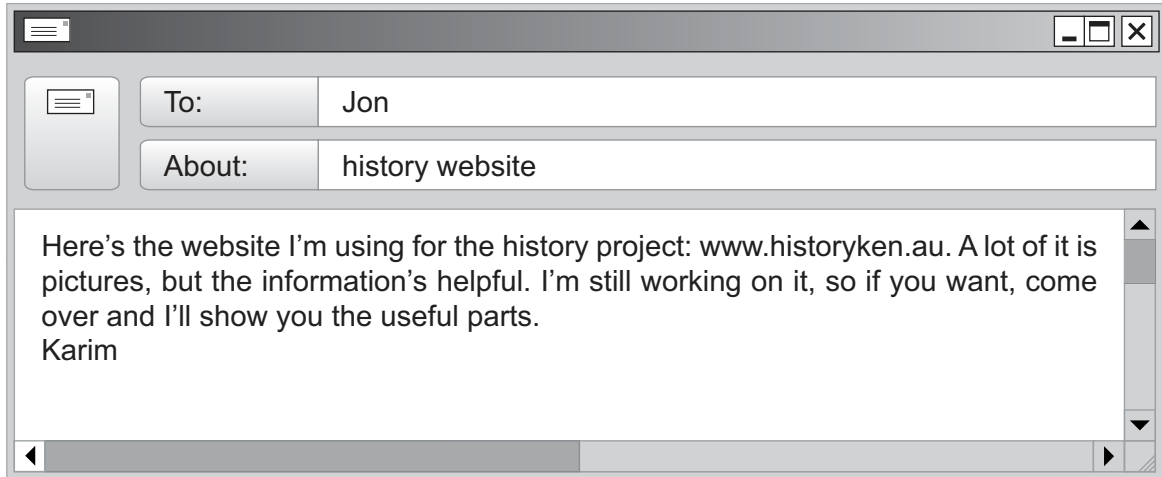 To:
Jon
About:
history website
Here's the website I'm using for the history project: www.historyken.au. A lot of it is
pictures, but the information's helpful. I'm still working on it, so if you want, come
over and I'll show you the useful parts.
Karim